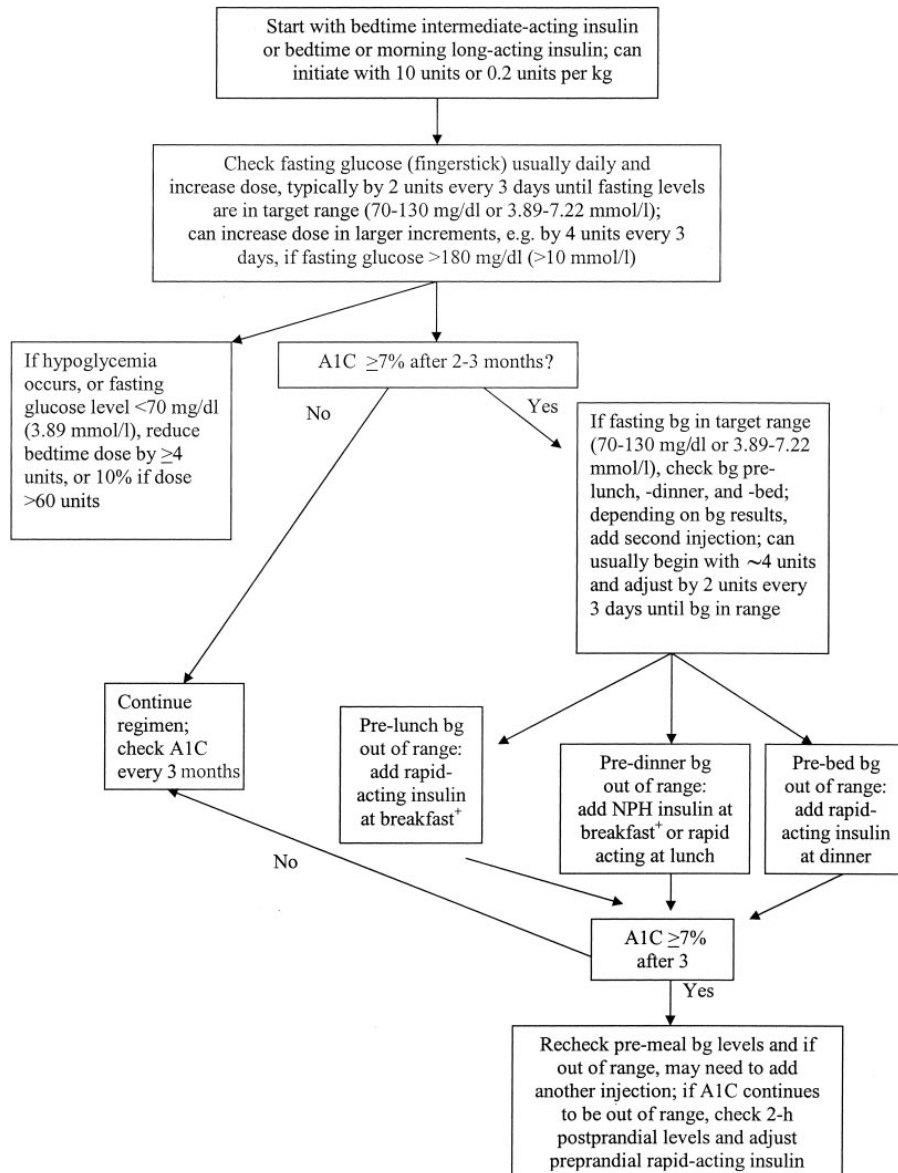 Start with bedtime intermediate-acting insulin
or bedtime or morning long-acting insulin; can
initiate with 10 units or 0.2 units per kg
Check fasting glucose (fingerstick) usually daily and
increase dose, typically by 2 units every 3 days until fasting levels
are in target range (70-130 mg/dl or 3.89-7.22 mmol/l);
can increase dose in larger increments, e.g. by 4 units every 3
days, if fasting glucose >180 mg/dl (>10 mmol/l)
If hypoglycemia
occurs, or fasting
glucose level <70 mg/dl
(3.89 mmol/l), reduce
bedtime dose by ≥4
units, or 10% if dose
>60 units
A1C ≥7% after 2-3 months?
No
Yes
If fasting bg in target range
(70-130 mg/dl or 3.89-7.22
mmol/l), check bg pre-
lunch, -dinner, and -bed;
depending on bg results,
add second injection; can
usually begin with ~4 units
and adjust by 2 units every
3 days until bg in range
Continue
regimen;
check A1C
every 3 months
Pre-lunch bg
out of range:
add rapid-
acting insulin
at breakfast⁺
Pre-dinner bg
out of range:
add NPH insulin at
breakfast⁺ or rapid
acting at lunch
Pre-bed bg
out of range:
add rapid-
acting insulin
at dinner
No
A1C ≥7%
after 3
Yes
Recheck pre-meal bg levels and if
out of range, may need to add
another injection; if A1C continues
to be out of range, check 2-h
postprandial levels and adjust
preprandial rapid-acting insulin